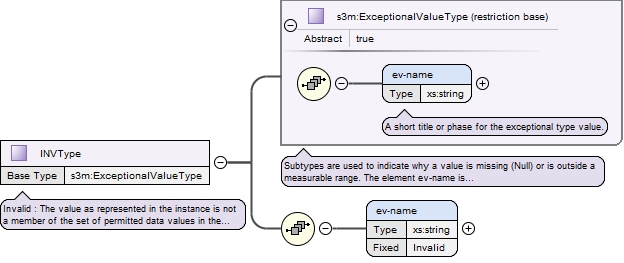 s3m:ExceptionalValueType (restriction base)
Abstract true
ev-name
Type xs:string
A short title or phase for the exceptional type value.
Subtypes are used to indicate why a value is missing (Null) or is outside a
measurable range. The element ev-name is...
INVType
Base Type s3m:ExceptionalValueType
Invalid : The value as represented in the instance is not
a member of the set of permitted data values in the...
ev-name
Type xs:string
Fixed Invalid